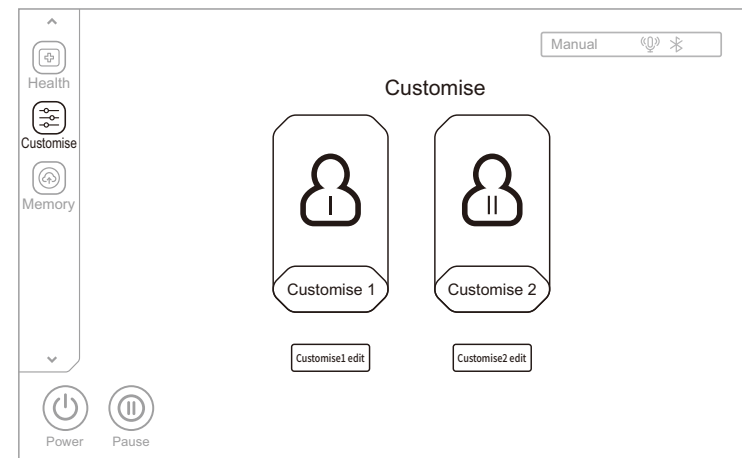 Manual
Health
Customise
Customise
Memory
I
II
Customise 1
Customise 2
Customise1 edit
Customise2 edit
Power
Pause